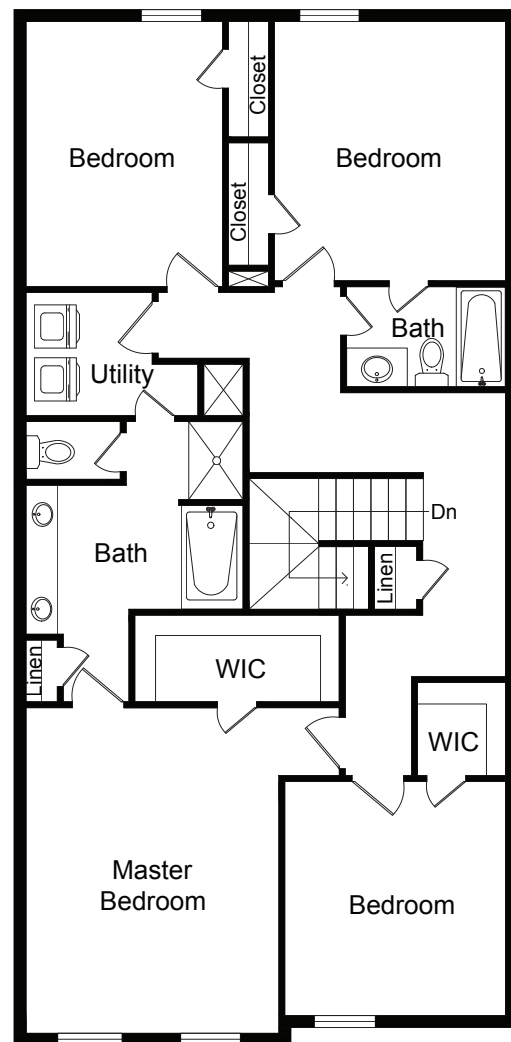 Closet
Bedroom
Bedroom
Closet
Bath
Utility
Dn
Bath
Linen
Linen
WIC
WIC
Master
Bedroom
Bedroom